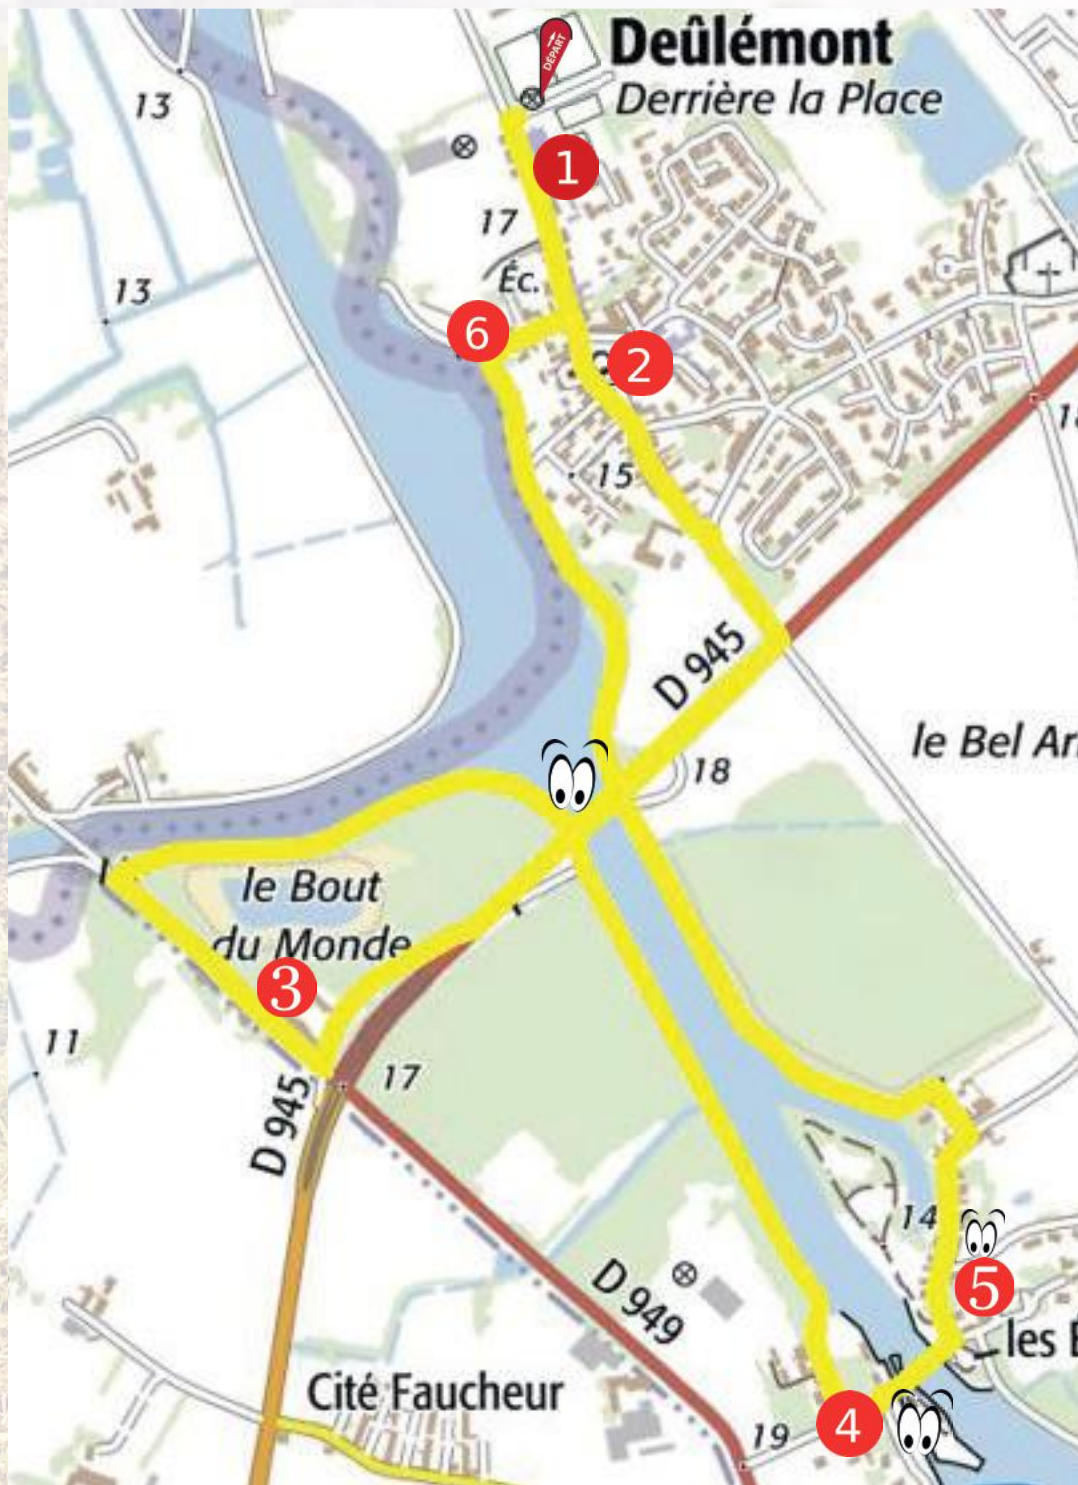 Deûlémont
Derrière la Place
DÉPART
13
1
17
13
Éc.
6
2
15
D 945
le Bel
18
le Bout
du Monde
3
11
17
D 945
14
5
D 949
les
Cité Faucheur
4
19